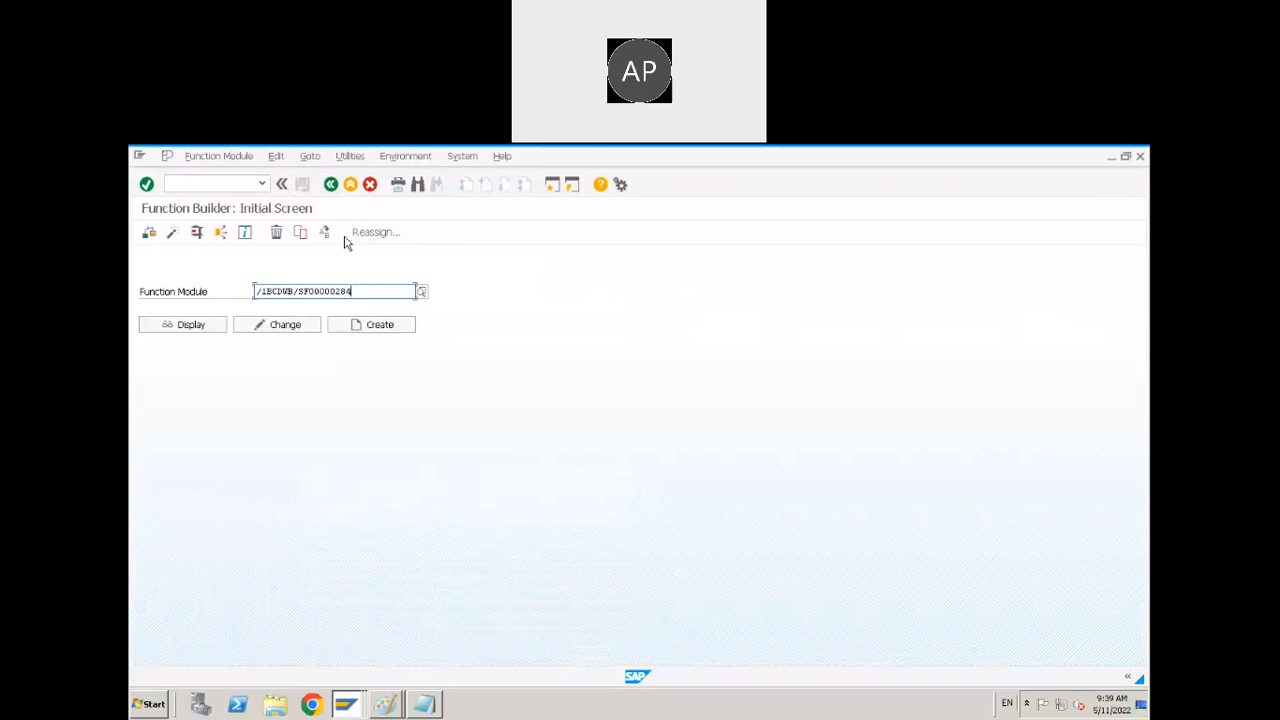 AP
Function Module Edit Goto Utilities Environment System Help
Function Builder: Initial Screen
Reassign...
Function Module /1BCDWB/SF00000284
Display Change Create
SAP
Start
EN
9:39 AM
5/11/2022